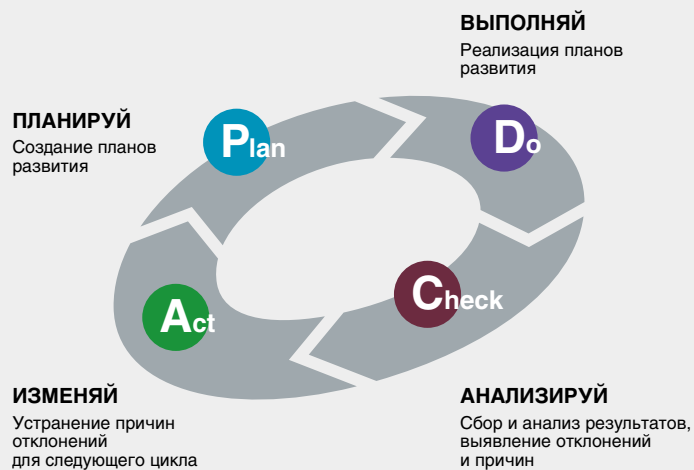 ВЫПОЛНЯЙ
Реализация планов
развития
ПЛАНИРУЙ
Создание планов
развития
Plan
Do
Check
Act
ИЗМЕНЯЙ
Устранение причин
отклонений
для следующего цикла
АНАЛИЗИРУЙ
Сбор и анализ результатов,
выявление отклонений
и причин